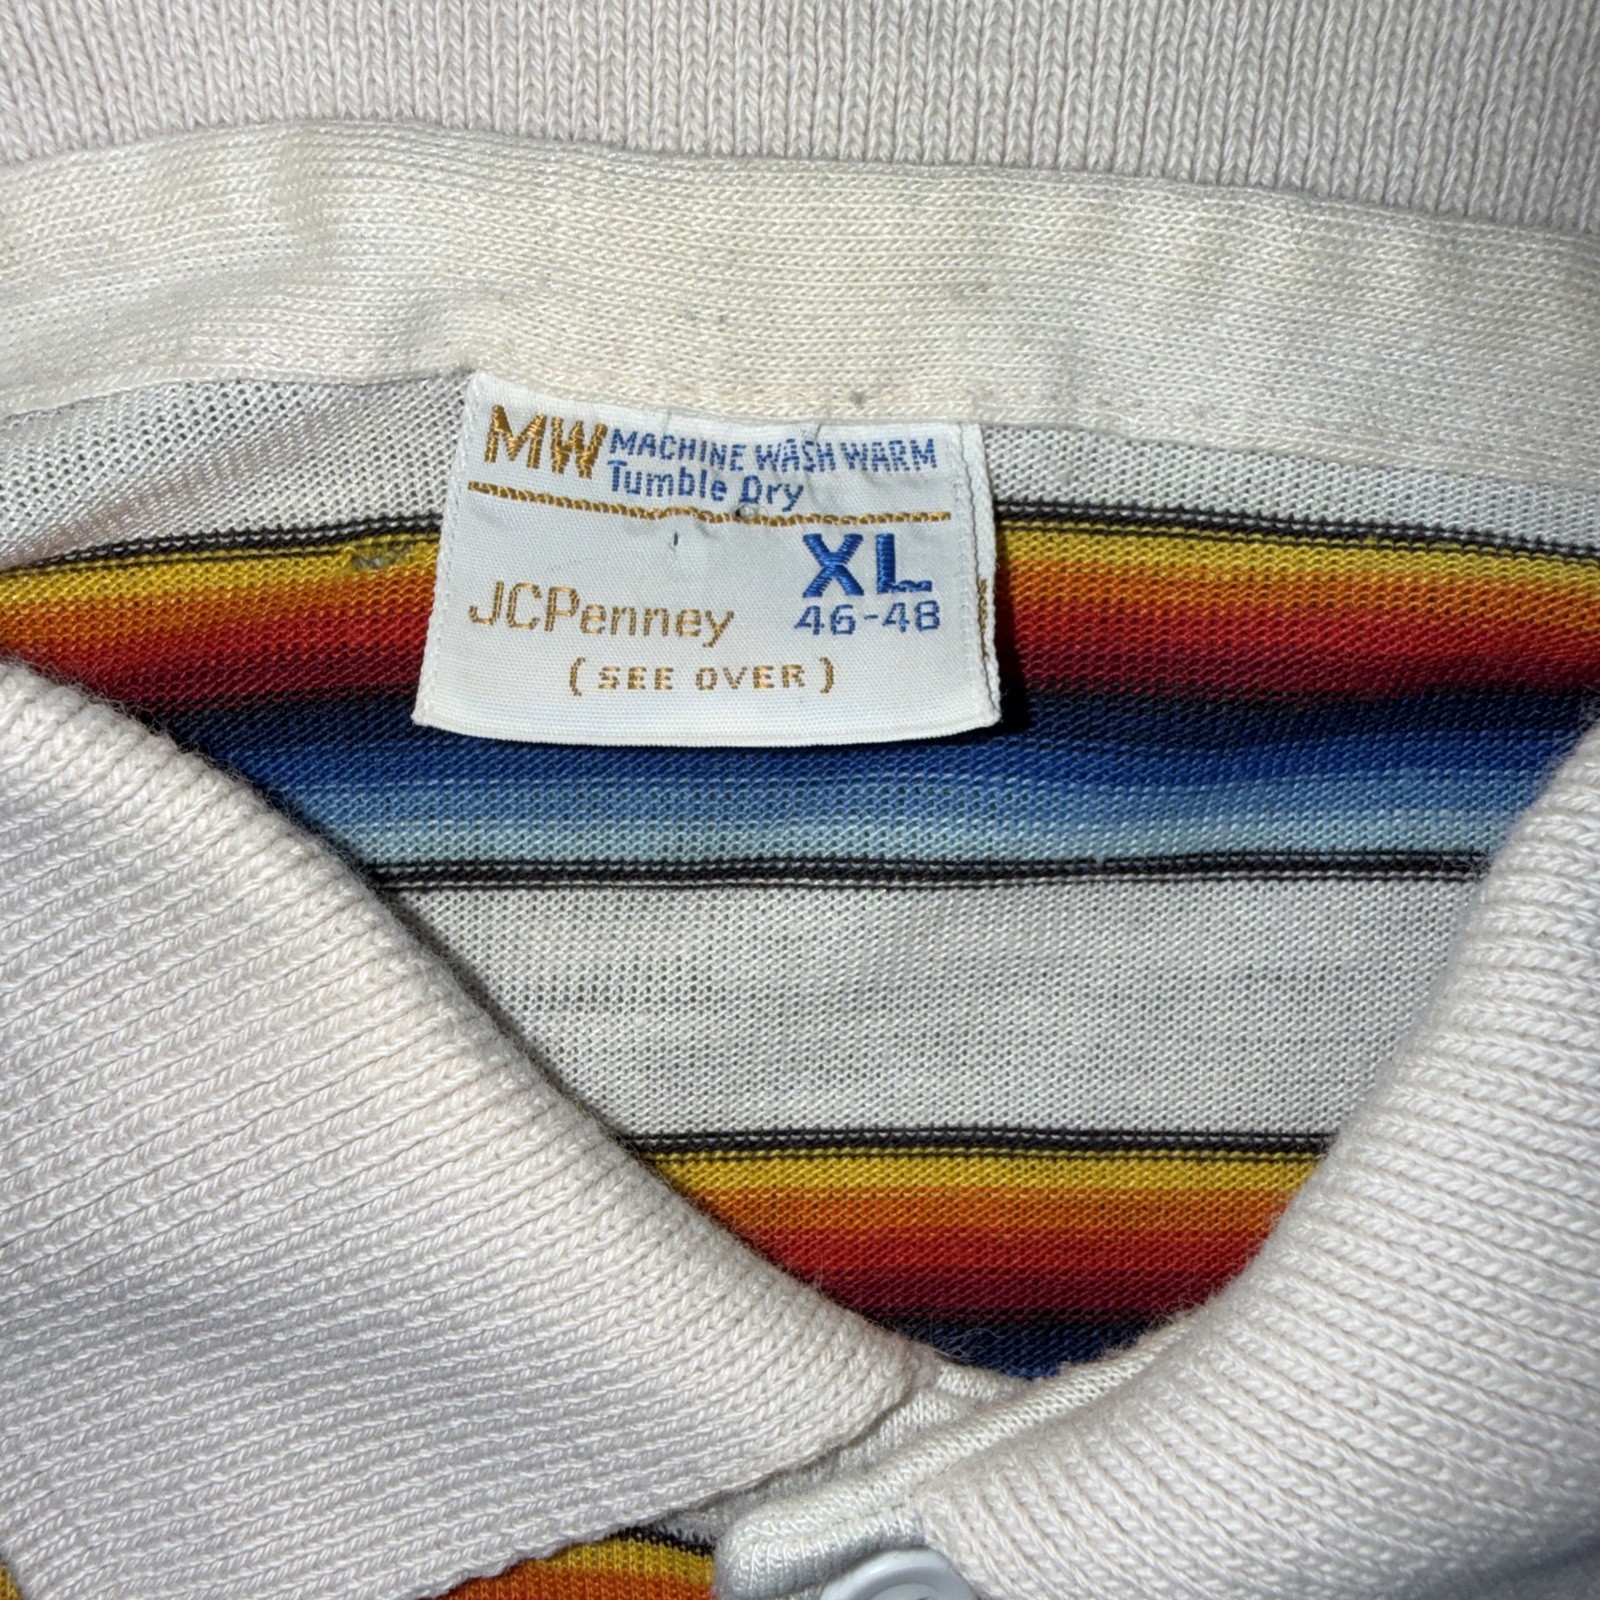 MW MACHINE WASH WARM
Tumble Dry
XL
JCPenney 46-48
( SEE OVER )